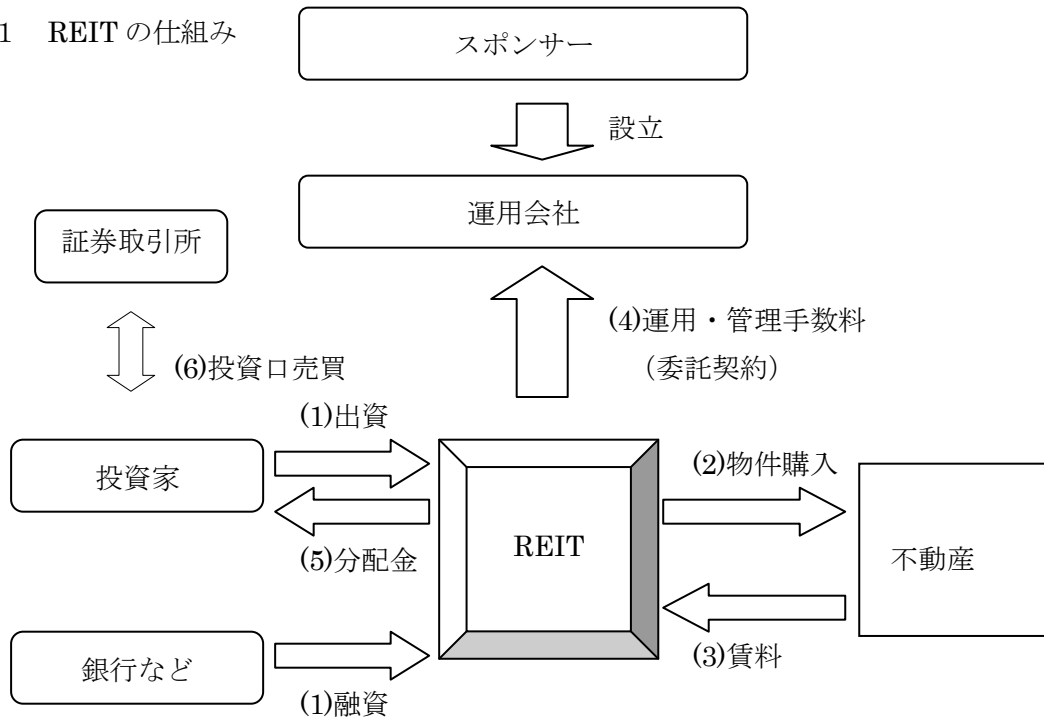 1 REIT の仕組み
スポンサー
設立
運用会社
証券取引所
(4)運用・管理手数料
（委託契約）
(6)投資口売買
(1)出資
投資家
(2)物件購入
REIT
不動産
(5)分配金
(3)賃料
銀行など
(1)融資